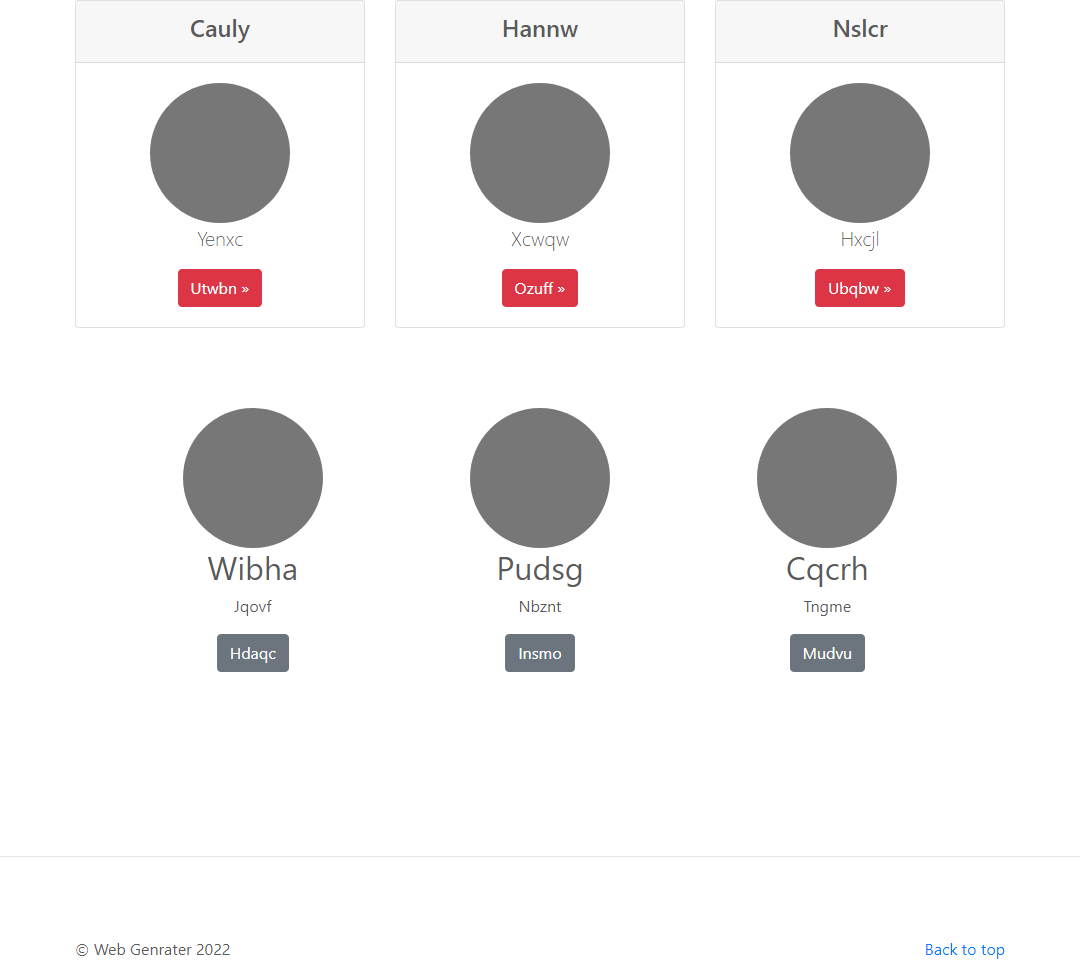 Cauly
Hannw
Nslcr
Yenxc
Xcwqw
Hxcjl
Utwbn »
Ozuff »
Ubqbw »
Wibha
Pudsg
Cqcrh
Jqovf
Nbznt
Tngme
Hdaqc
Insmo
Mudvu
© Web Genrater 2022
Back to top